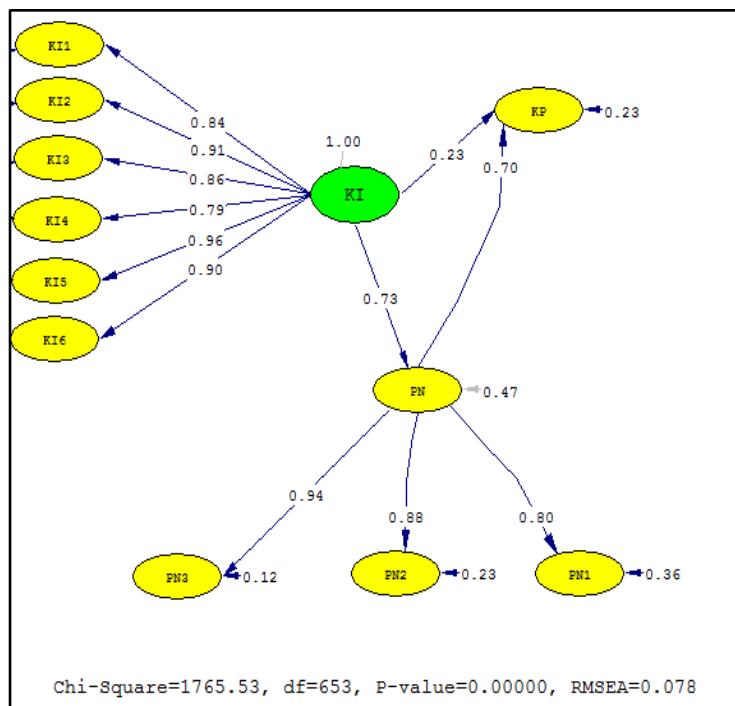 KI1
KI2
KI3
KI4
KI5
KI6
0.84
0.91
0.86
0.79
0.96
0.90
1.00
KI
0.23
KP
0.23
0.70
0.73
PN
0.47
0.94
0.88
0.80
PN3
0.12
PN2
0.23
PN1
0.36
Chi-Square=1765.53, df=653, P-value=0.00000, RMSEA=0.078